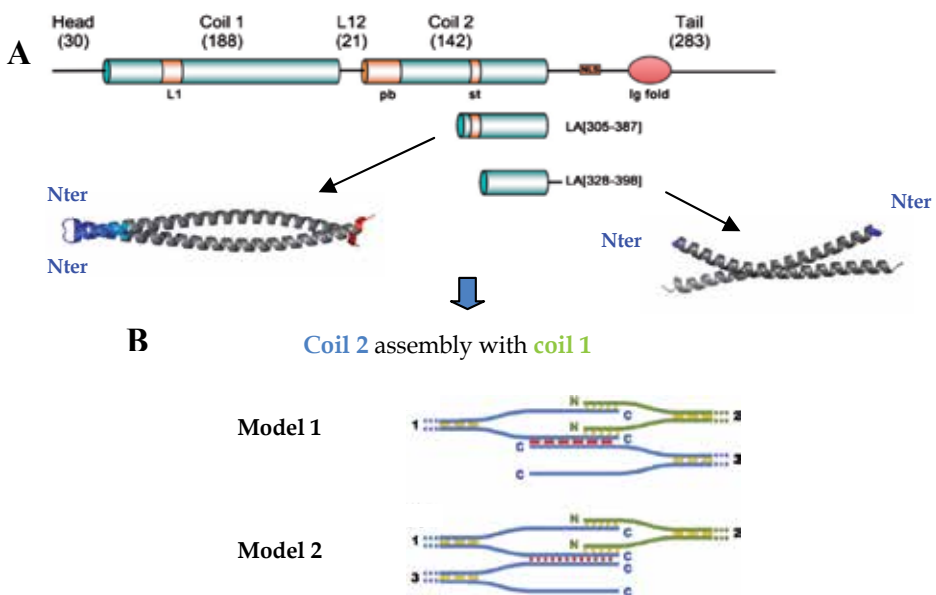 A
Head Coil 1 L12 Coil 2 Tail
(30) (188) (21) (142) (283)
NLS
L1 pb st Ig fold
LA[305-387]
LA[328-398]
Nter
Nter
Nter
Nter
B
Coil 2 assembly with coil 1
Model 1
N
C
1 2
N
C
C
3
C
Model 2
N
C
1 2
N
C
C
3
C